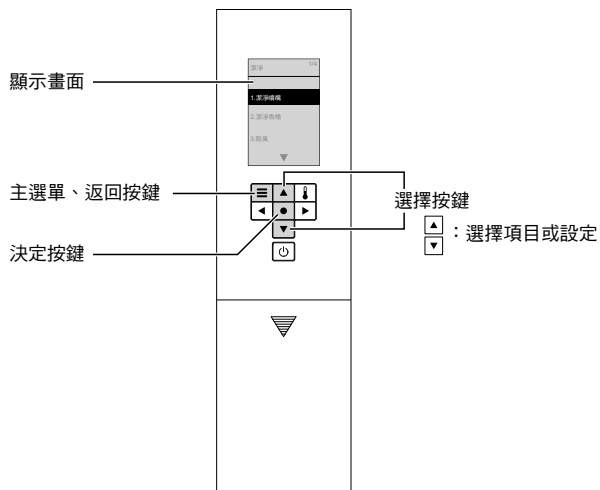 潔淨 1/4
1.潔淨噴嘴
2.潔淨馬桶
3.除臭
顯示畫面
主選單、返回按鍵
決定按鍵
選擇按鍵
：選擇項目或設定